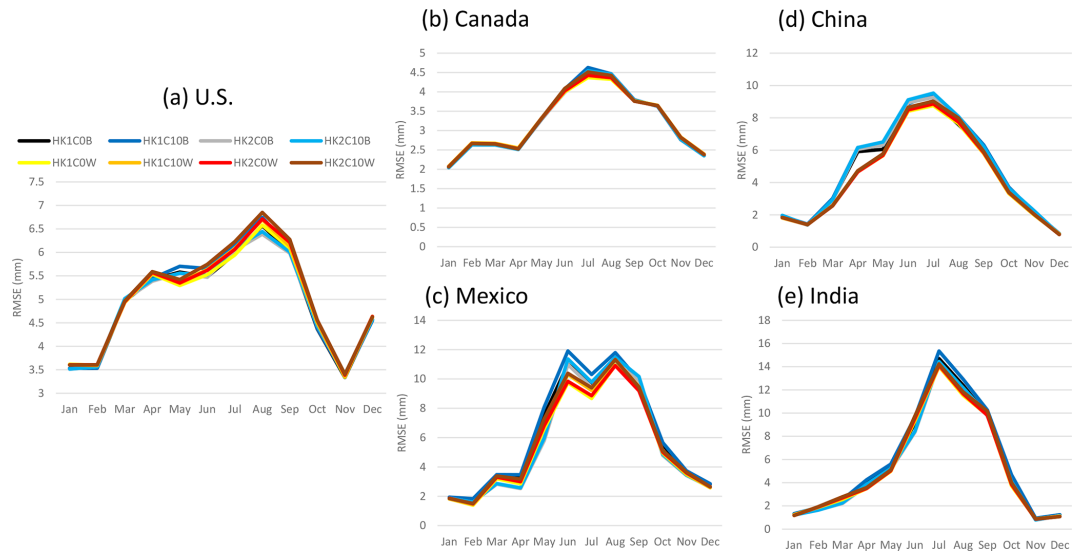 (a) U.S.
HK1C0B HK1C10B HK2C0B HK2C10B
HK1C0W HK1C10W HK2C0W HK2C10W
7.5
7
6.5
6
5.5
5
4.5
4
3.5
3
RMSE (mm)
Jan Feb Mar Apr May Jun Jul Aug Sep Oct Nov Dec
(b) Canada
5
4.5
4
3.5
3
2.5
2
1.5
1
0.5
0
RMSE (mm)
Jan Feb Mar Apr May Jun Jul Aug Sep Oct Nov Dec
(c) Mexico
14
12
10
8
6
4
2
0
RMSE (mm)
Jan Feb Mar Apr May Jun Jul Aug Sep Oct Nov Dec
(d) China
12
10
8
6
4
2
0
RMSE (mm)
Jan Feb Mar Apr May Jun Jul Aug Sep Oct Nov Dec
(e) India
18
16
14
12
10
8
6
4
2
0
RMSE (mm)
Jan Feb Mar Apr May Jun Jul Aug Sep Oct Nov Dec